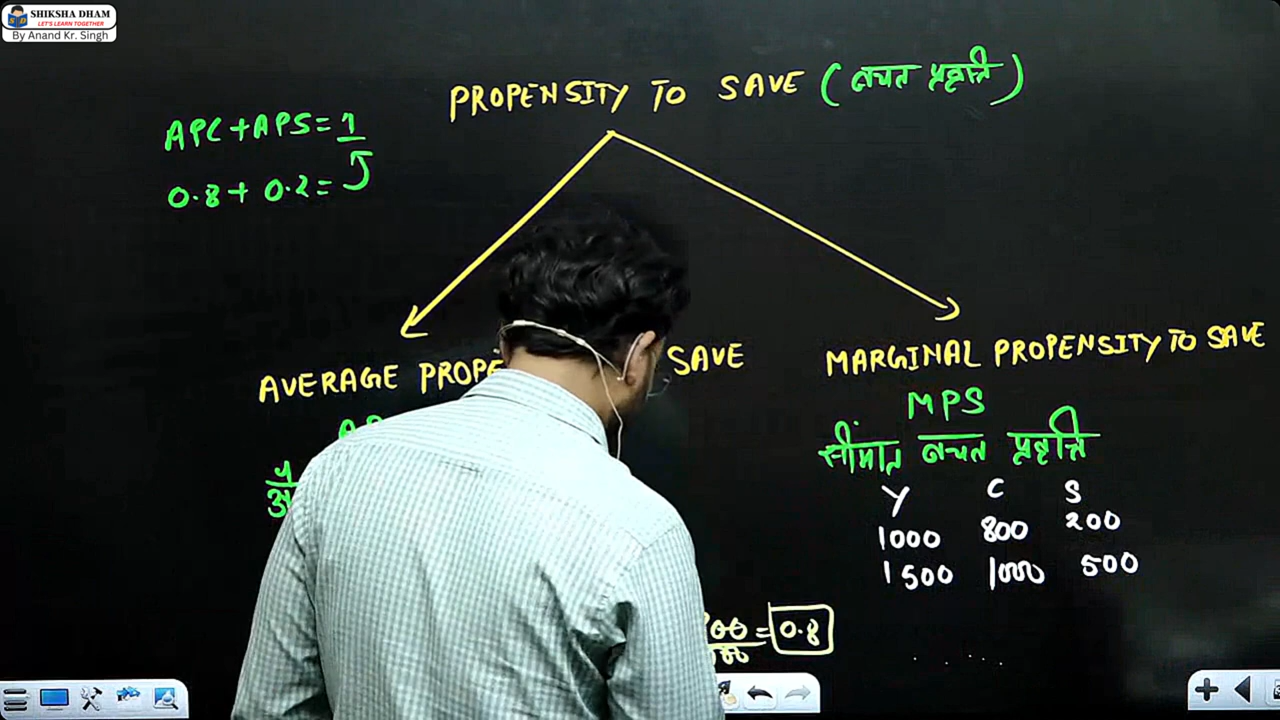 SHIKSHA DHAM
LET'S LEARN TOGETHER
By Anand Kr. Singh
PROPENSITY TO SAVE (बचत प्रवृत्ति)
APC + APS = 1
0.8 + 0.2 = 1
AVERAGE SAVE
MARGINAL PROPENSITY TO SAVE
MPS
सीमांत बचत प्रवृत्ति
Y C S
1000 800 200
1500 1000 500
= 0.8